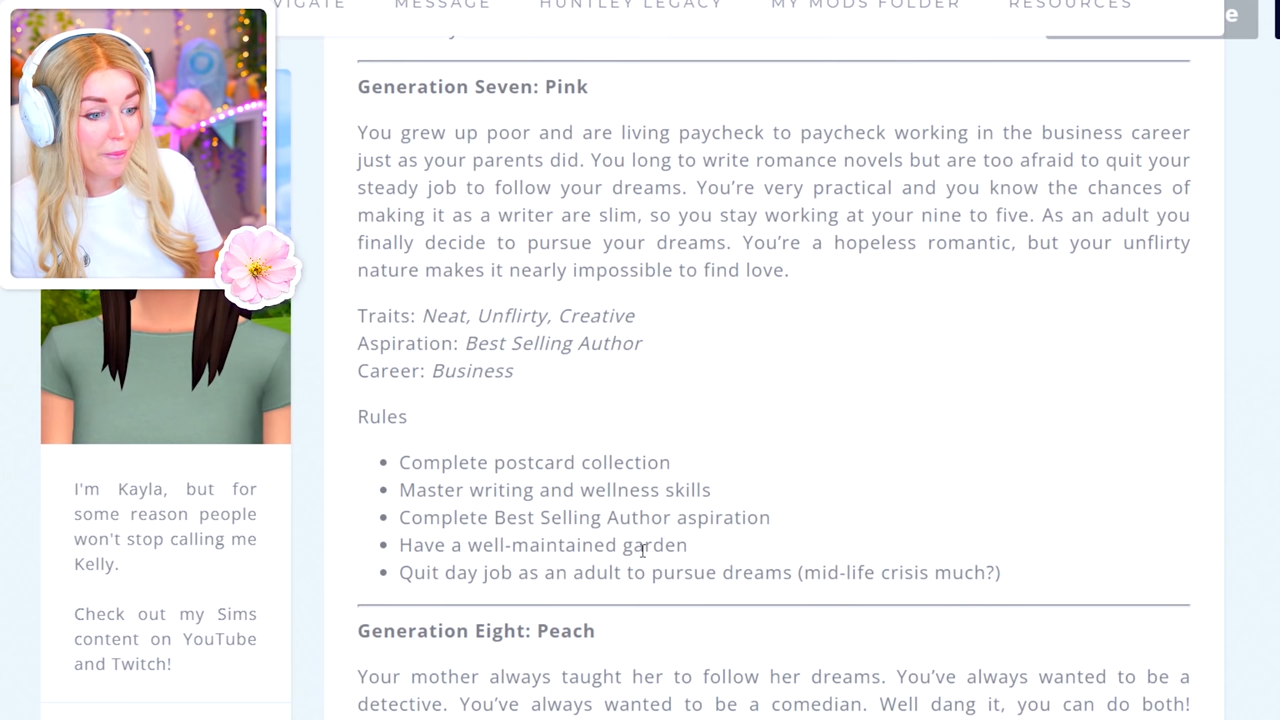 MESSAGE
HUNTLEY LEGACY
MY MODS FOLDER
RESOURCES
Generation Seven: Pink
You grew up poor and are living paycheck to paycheck working in the business career
just as your parents did. You long to write romance novels but are too afraid to quit your
steady job to follow your dreams. You’re very practical and you know the chances of
making it as a writer are slim, so you stay working at your nine to five. As an adult you
finally decide to pursue your dreams. You’re a hopeless romantic, but your unflirty
nature makes it nearly impossible to find love.
Traits: Neat, Unflirty, Creative
Aspiration: Best Selling Author
Career: Business
Rules
• Complete postcard collection
• Master writing and wellness skills
• Complete Best Selling Author aspiration
• Have a well-maintained garden
• Quit day job as an adult to pursue dreams (mid-life crisis much?)
Generation Eight: Peach
Your mother always taught her to follow her dreams. You’ve always wanted to be a
detective. You’ve always wanted to be a comedian. Well dang it, you can do both!
I'm Kayla, but for
some reason people
won't stop calling me
Kelly.
Check out my Sims
content on YouTube
and Twitch!